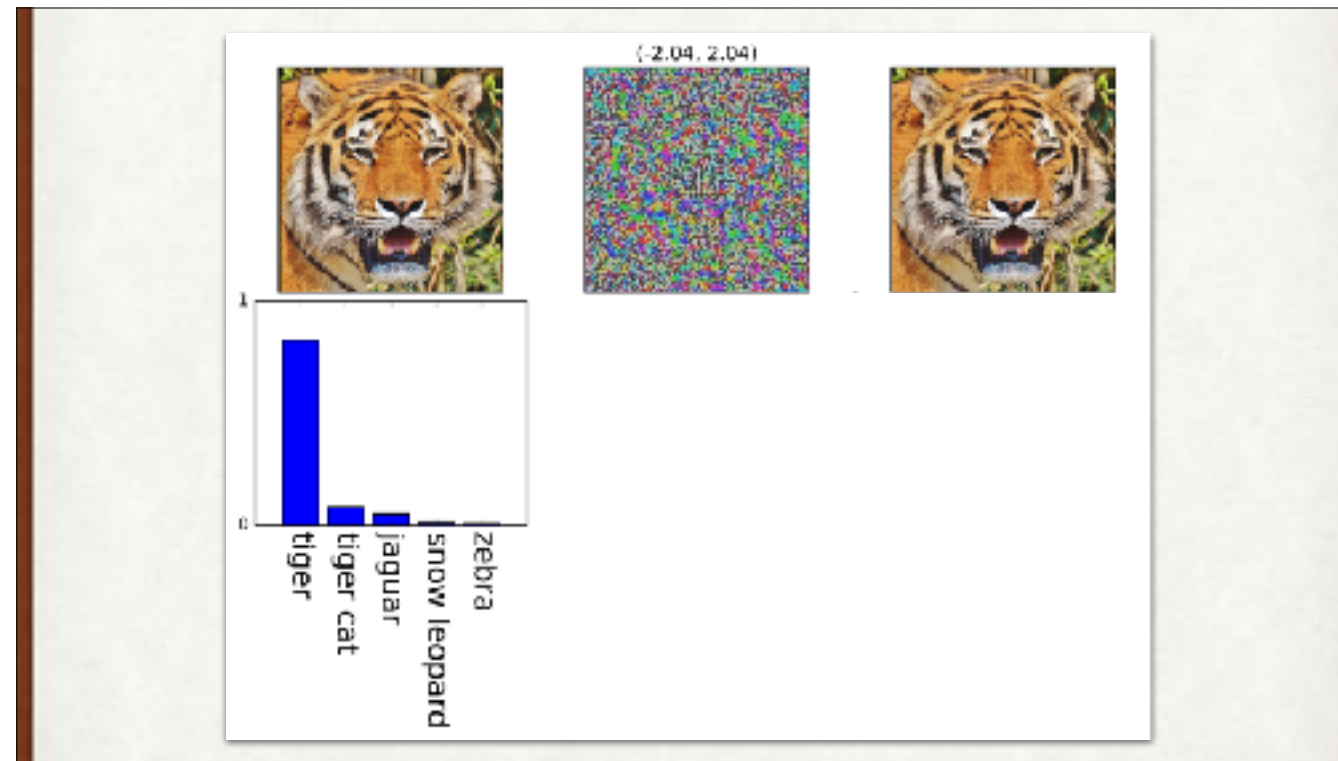 (-2.04, 2.04)
1
0
tiger
tiger cat
jaguar
snow leopard
zebra